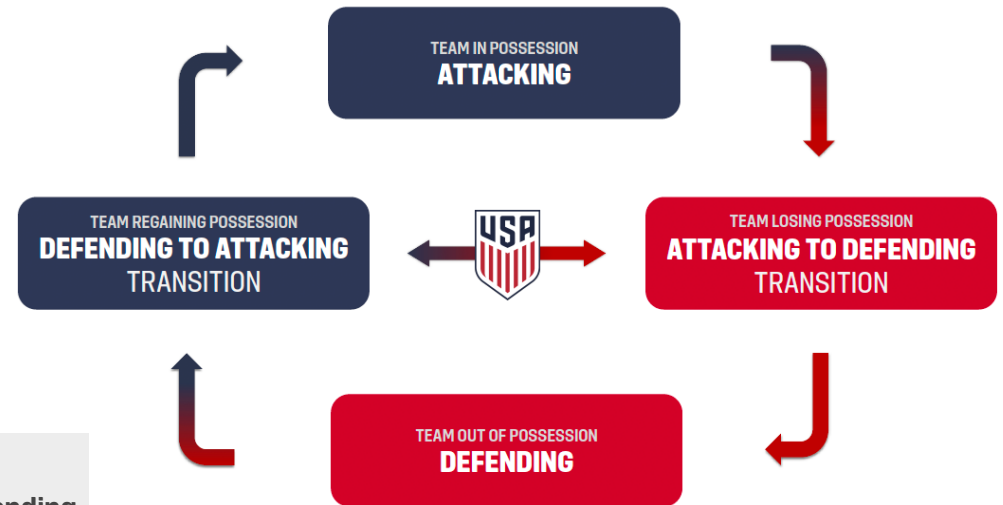 TEAM IN POSSESSION
ATTACKING
TEAM REGAINING POSSESSION
DEFENDING TO ATTACKING
TRANSITION
USA
TEAM LOSING POSSESSION
ATTACKING TO DEFENDING
TRANSITION
TEAM OUT OF POSSESSION
DEFENDING